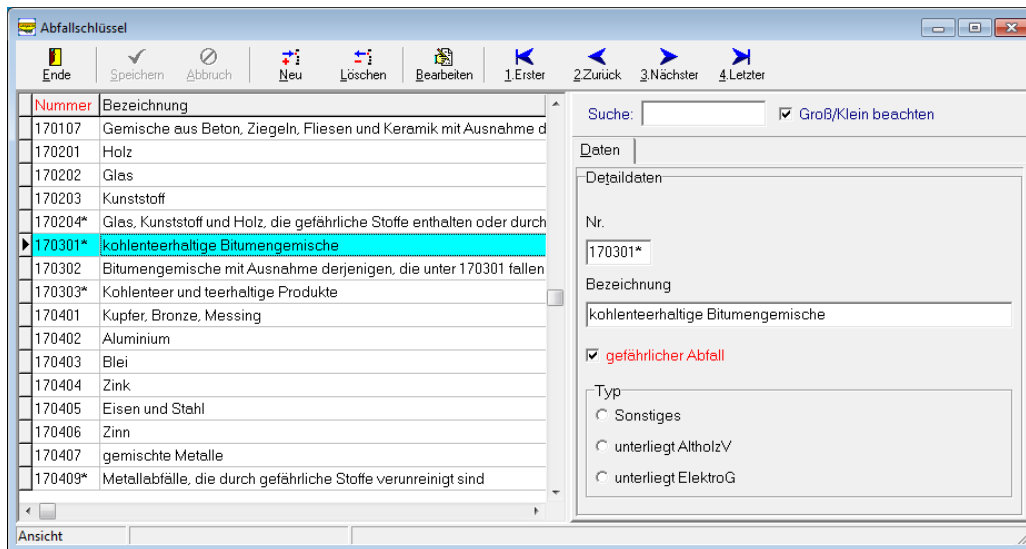 Abfallschlüssel
Ende Speichern Abbruch Neu Löschen Bearbeiten 1.Erster 2.Zurück 3.Nächster 4.Letzter
Nummer Bezeichnung
170107 Gemische aus Beton, Ziegeln, Fliesen und Keramik mit Ausnahme d
170201 Holz
170202 Glas
170203 Kunststoff
170204* Glas, Kunststoff und Holz, die gefährliche Stoffe enthalten oder durch
170301* kohlenteerhaltige Bitumengemische
170302 Bitumengemische mit Ausnahme derjenigen, die unter 170301 fallen
170303* Kohlenteer und teerhaltige Produkte
170401 Kupfer, Bronze, Messing
170402 Aluminium
170403 Blei
170404 Zink
170405 Eisen und Stahl
170406 Zinn
170407 gemischte Metalle
170409* Metallabfälle, die durch gefährliche Stoffe verunreinigt sind
Suche: Groß/Klein beachten
Daten
Detaildaten
Nr.
170301*
Bezeichnung
kohlenteerhaltige Bitumengemische
gefährlicher Abfall
Typ
Sonstiges
unterliegt AltholzV
unterliegt ElektroG
Ansicht